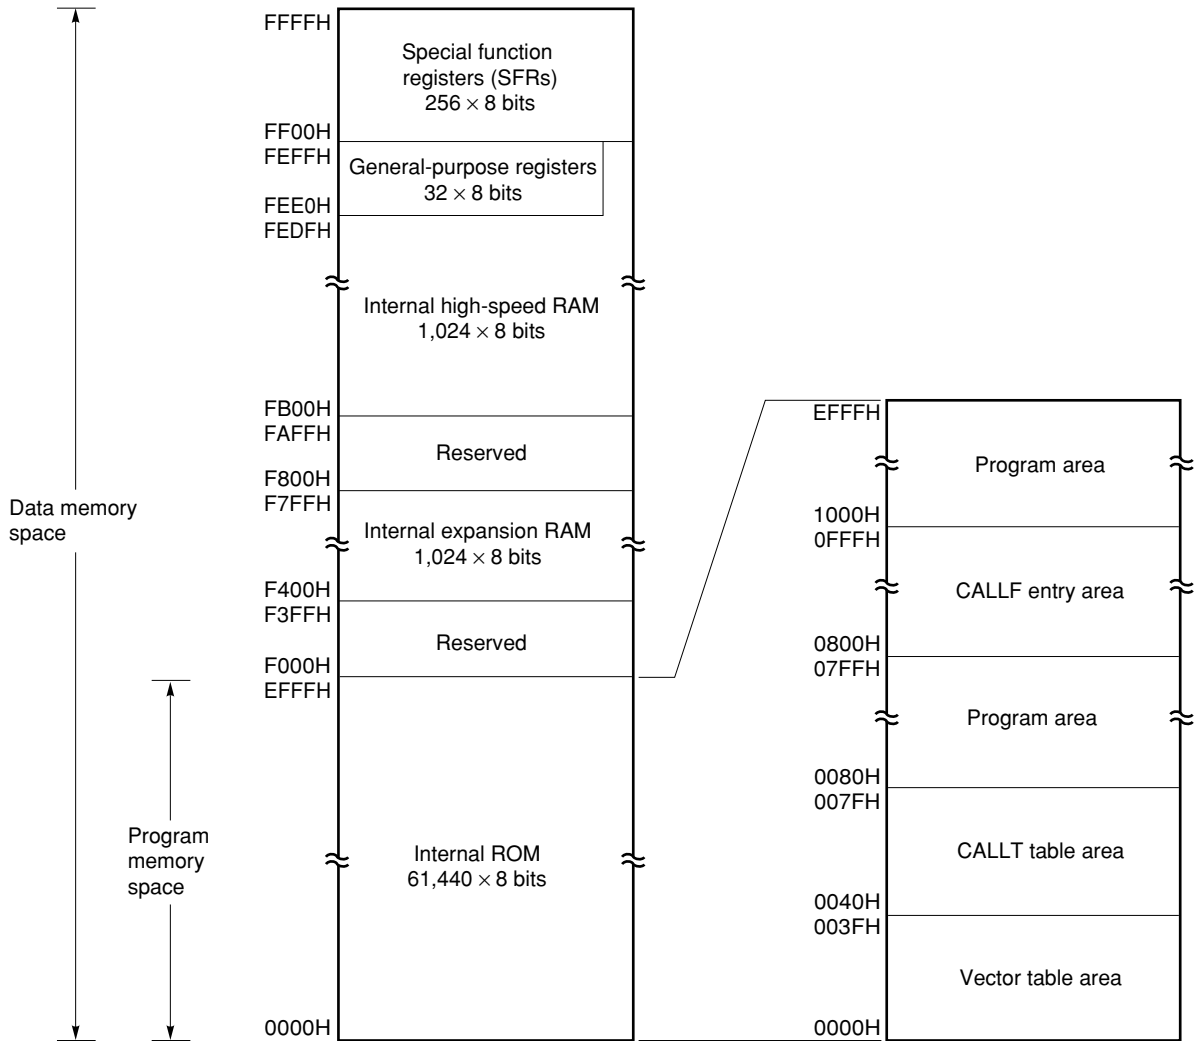 FFFFH
Special function
registers (SFRs)
256 × 8 bits
FF00H
FEFFH
General-purpose registers
32 × 8 bits
FEE0H
FEDFH
Internal high-speed RAM
1,024 × 8 bits
FB00H
FAFFH
Reserved
F800H
F7FFH
Data memory
space
Internal expansion RAM
1,024 × 8 bits
F400H
F3FFH
Reserved
F000H
EFFFH
Program
memory
space
Internal ROM
61,440 × 8 bits
0000H
EFFFH
Program area
1000H
0FFFH
CALLF entry area
0800H
07FFH
Program area
0080H
007FH
CALLT table area
0040H
003FH
Vector table area
0000H